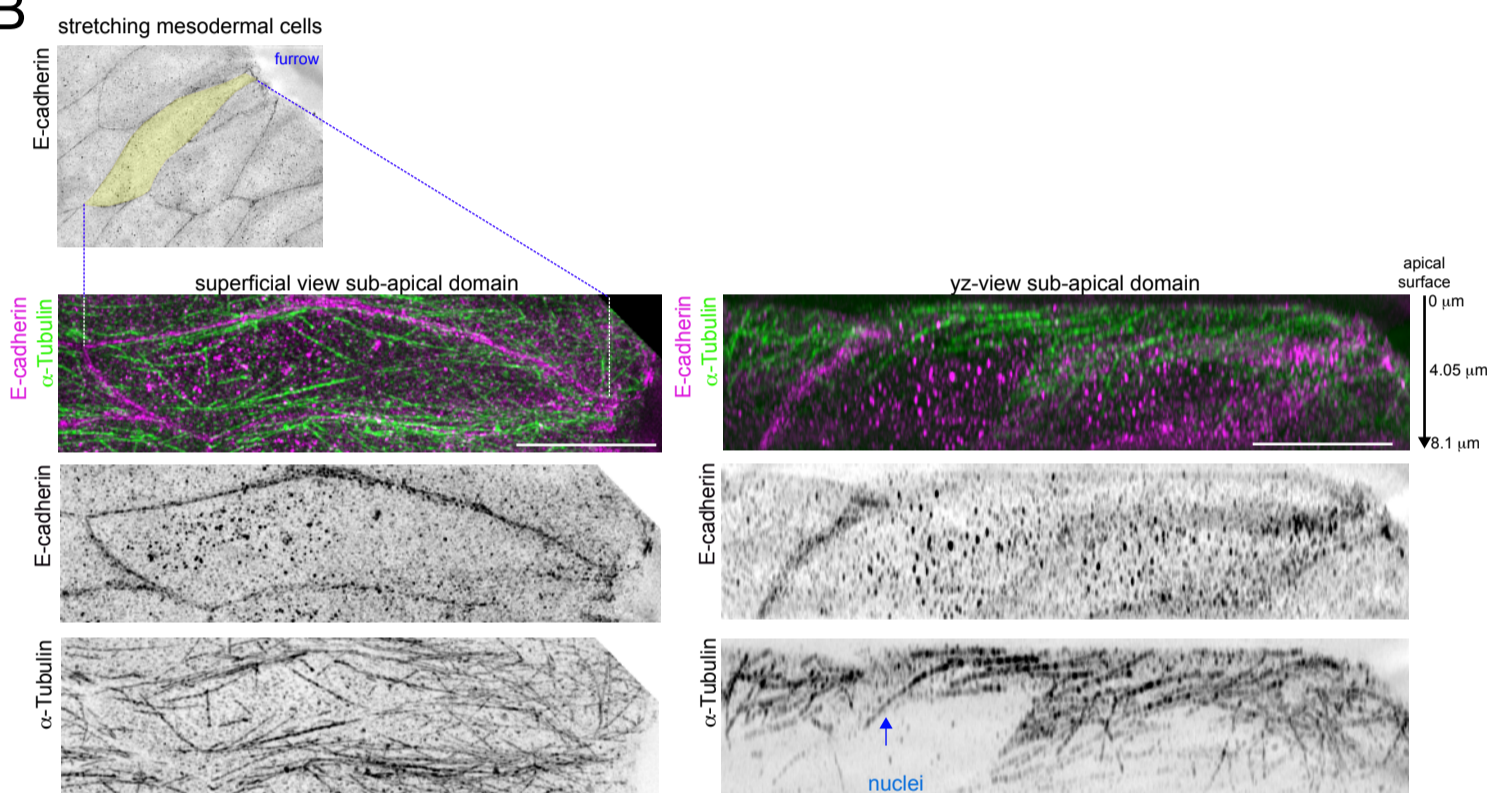 B
stretching mesodermal cells
E-cadherin
furrow
superficial view sub-apical domain
E-cadherin
α-Tubulin
yz-view sub-apical domain
E-cadherin
α-Tubulin
apical
surface
0 μm
4.05 μm
8.1 μm
E-cadherin
E-cadherin
α-Tubulin
α-Tubulin
nuclei